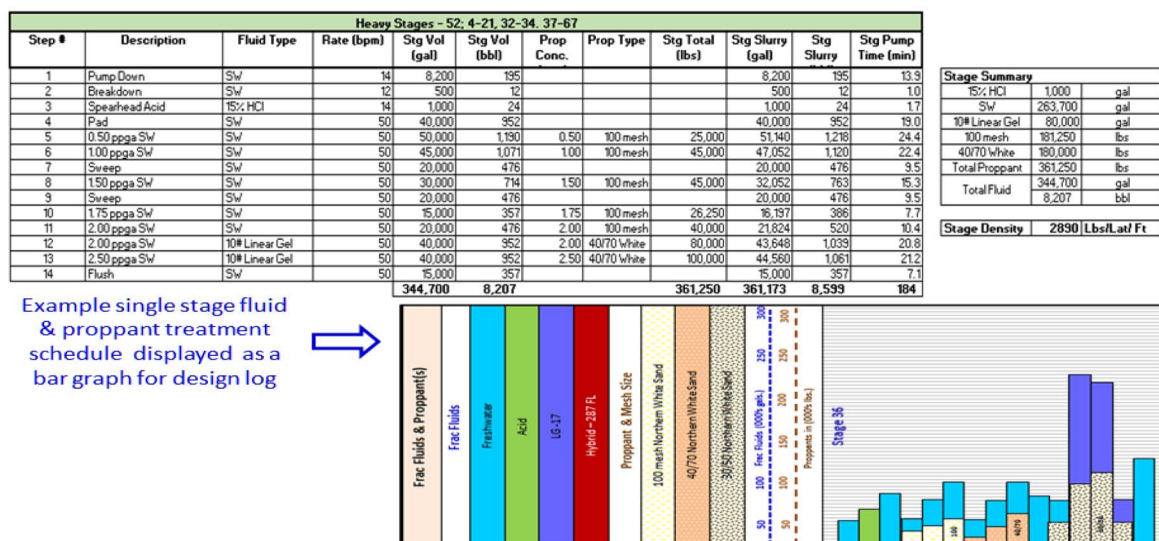 Heavy Stages - 52; 4-21, 32-34. 37-67
Step # Description Fluid Type Rate (bpm) Stg Vol (gal) Stg Vol (bbl) Prop Conc. Prop Type Stg Total (lbs) Stg Slurry (gal) Stg Slurry Stg Pump Time (min)
1 Pump Down SW 14 8,200 195 8,200 195 13.9
2 Breakdown SW 12 500 12 500 12 1.0
3 Spearhead Acid 15% HCl 14 1,000 24 1,000 24 1.7
4 Pad SW 50 40,000 952 40,000 952 19.0
5 0.50 ppga SW SW 50 50,000 1,190 0.50 100 mesh 25,000 51,140 1,218 24.4
6 1.00 ppga SW SW 50 45,000 1,071 1.00 100 mesh 45,000 47,052 1,120 22.4
7 Sweep SW 50 20,000 476 20,000 476 9.5
8 1.50 ppga SW SW 50 30,000 714 1.50 100 mesh 45,000 32,052 763 15.3
9 Sweep SW 50 20,000 476 20,000 476 9.5
10 1.75 ppga SW SW 50 15,000 357 1.75 100 mesh 26,250 16,197 386 7.7
11 2.00 ppga SW SW 50 20,000 476 2.00 100 mesh 40,000 21,824 520 10.4
12 2.00 ppga SW 10# Linear Gel 50 40,000 952 2.00 40/70 White 80,000 43,648 1,039 20.8
13 2.50 ppga SW 10# Linear Gel 50 40,000 952 2.50 40/70 White 100,000 44,560 1,061 21.2
14 Flush SW 50 15,000 357 15,000 357 7.1
344,700 8,207 361,250 361,173 8,599 184
Stage Summary
15% HCl 1,000 gal
SW 263,700 gal
10# Linear Gel 80,000 gal
100 mesh 181,250 lbs
40/70 White 180,000 lbs
Total Proppant 361,250 lbs
Total Fluid 344,700 gal
8,207 bbl
Stage Density 2890 Lbs/Lat/ Ft
Example single stage fluid
& proppant treatment
schedule displayed as a
bar graph for design log
Frac Fluids & Proppant(s)
Frac Fluids
Freshwater
Acid
LG-17
Hybrid – 287 FL
Proppant & Mesh Size
100 mesh Northern White Sand
40/70 Northern White Sand
30/50 Northern White Sand
50 100 Frac Fluids (000's gals.) 200 250 300
50 100 150 Proppants in (000's lbs.) 200 250 300
Stage 36
100
40/70
30/50